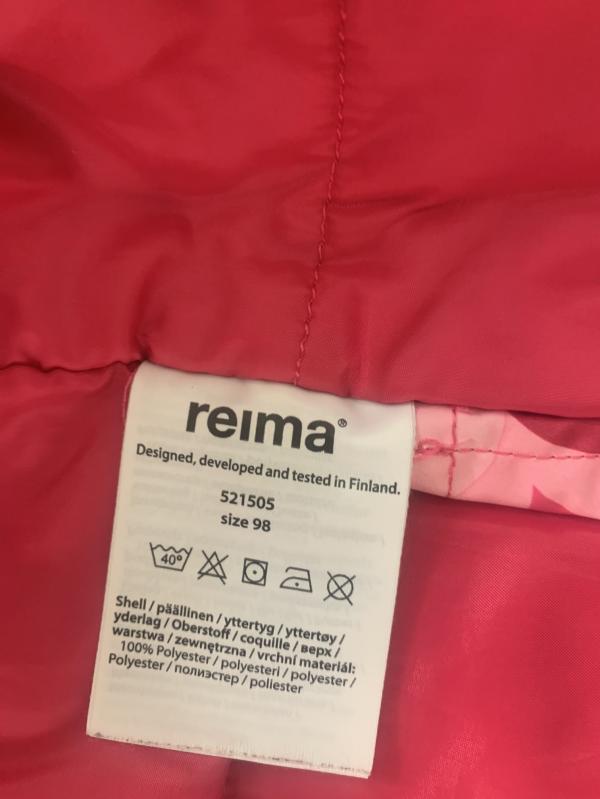 reima®
Designed, developed and tested in Finland.
521505
size 98
40°
Shell / päällinen / yttertyg / yttertøy /
yderlag / Oberstoff / coquille / верх /
warstwa / zewnętrzna / vrchní materiál:
100% Polyester / polyesteri / polyester /
Polyester / полиэстер / poliester